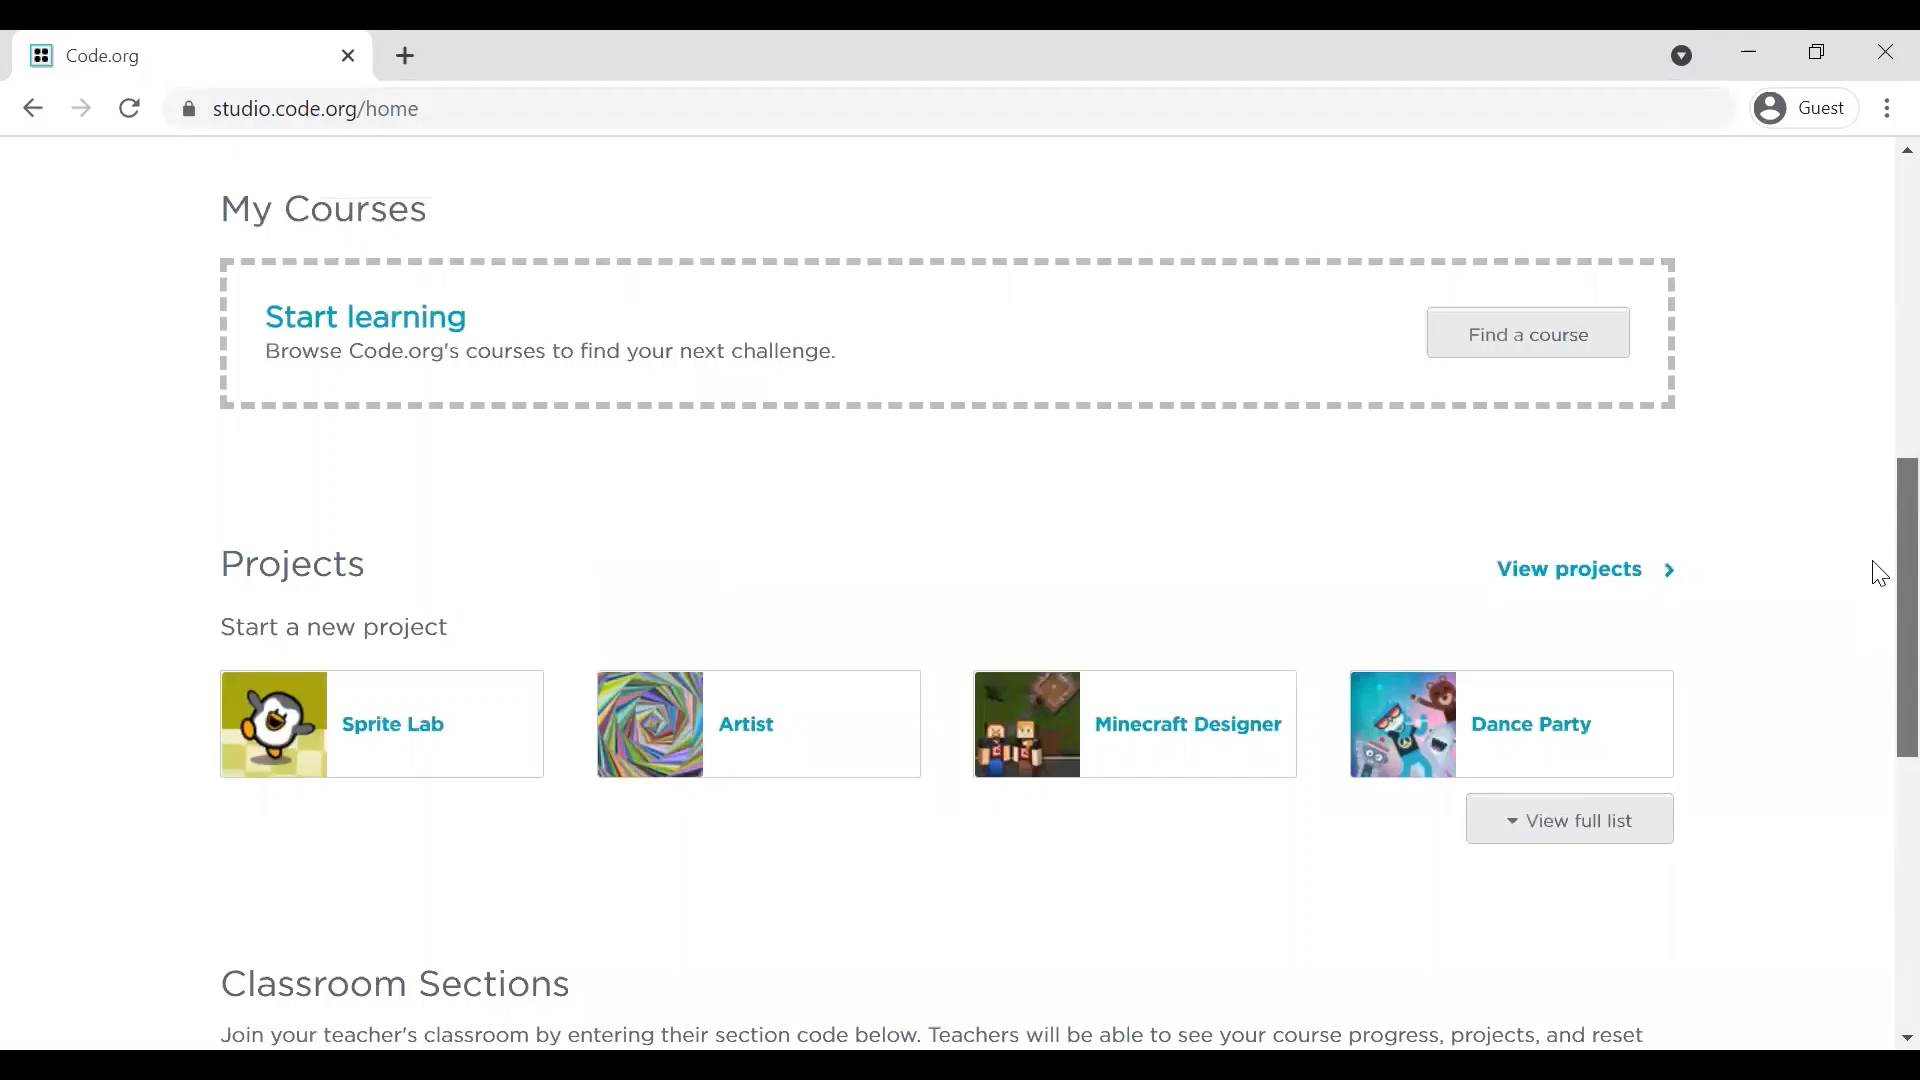 Code.org
studio.code.org/home
Guest
My Courses
Start learning
Browse Code.org's courses to find your next challenge.
Find a course
Projects
View projects
Start a new project
Sprite Lab
Artist
Minecraft Designer
Dance Party
View full list
Classroom Sections
Join your teacher's classroom by entering their section code below. Teachers will be able to see your course progress, projects, and reset